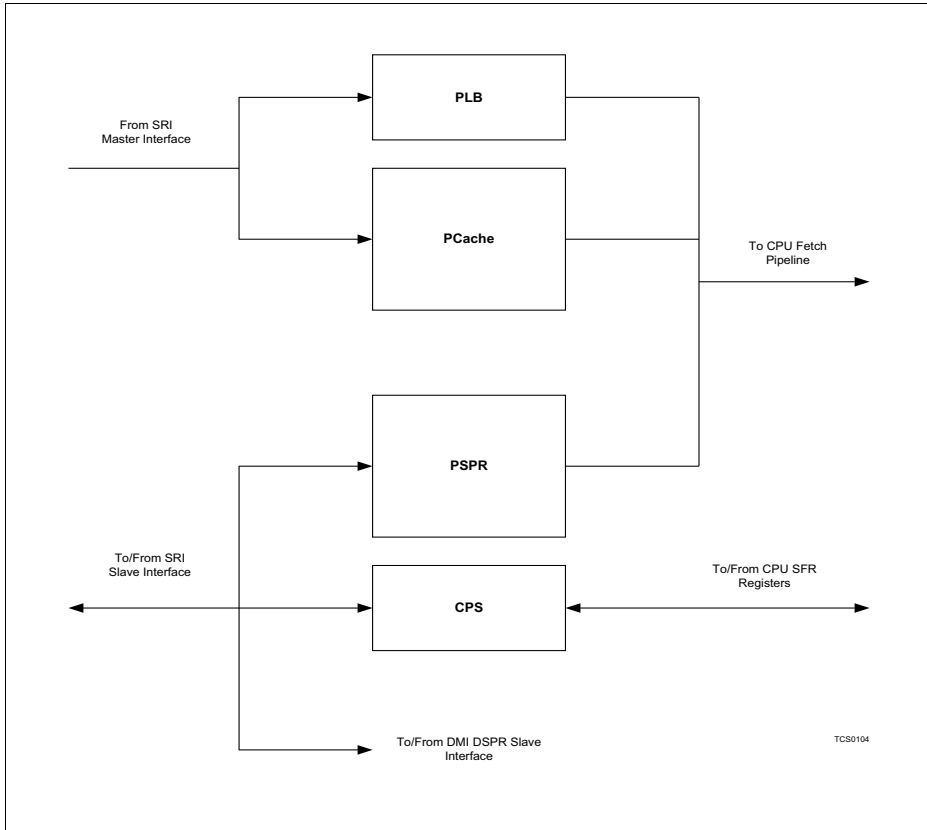 PLB
From SRI
Master Interface
PCache
To CPU Fetch
Pipeline
PSPR
To/From SRI
Slave Interface
To/From CPU SFR
Registers
CPS
To/From DMI DSPR Slave
Interface
TCS0104